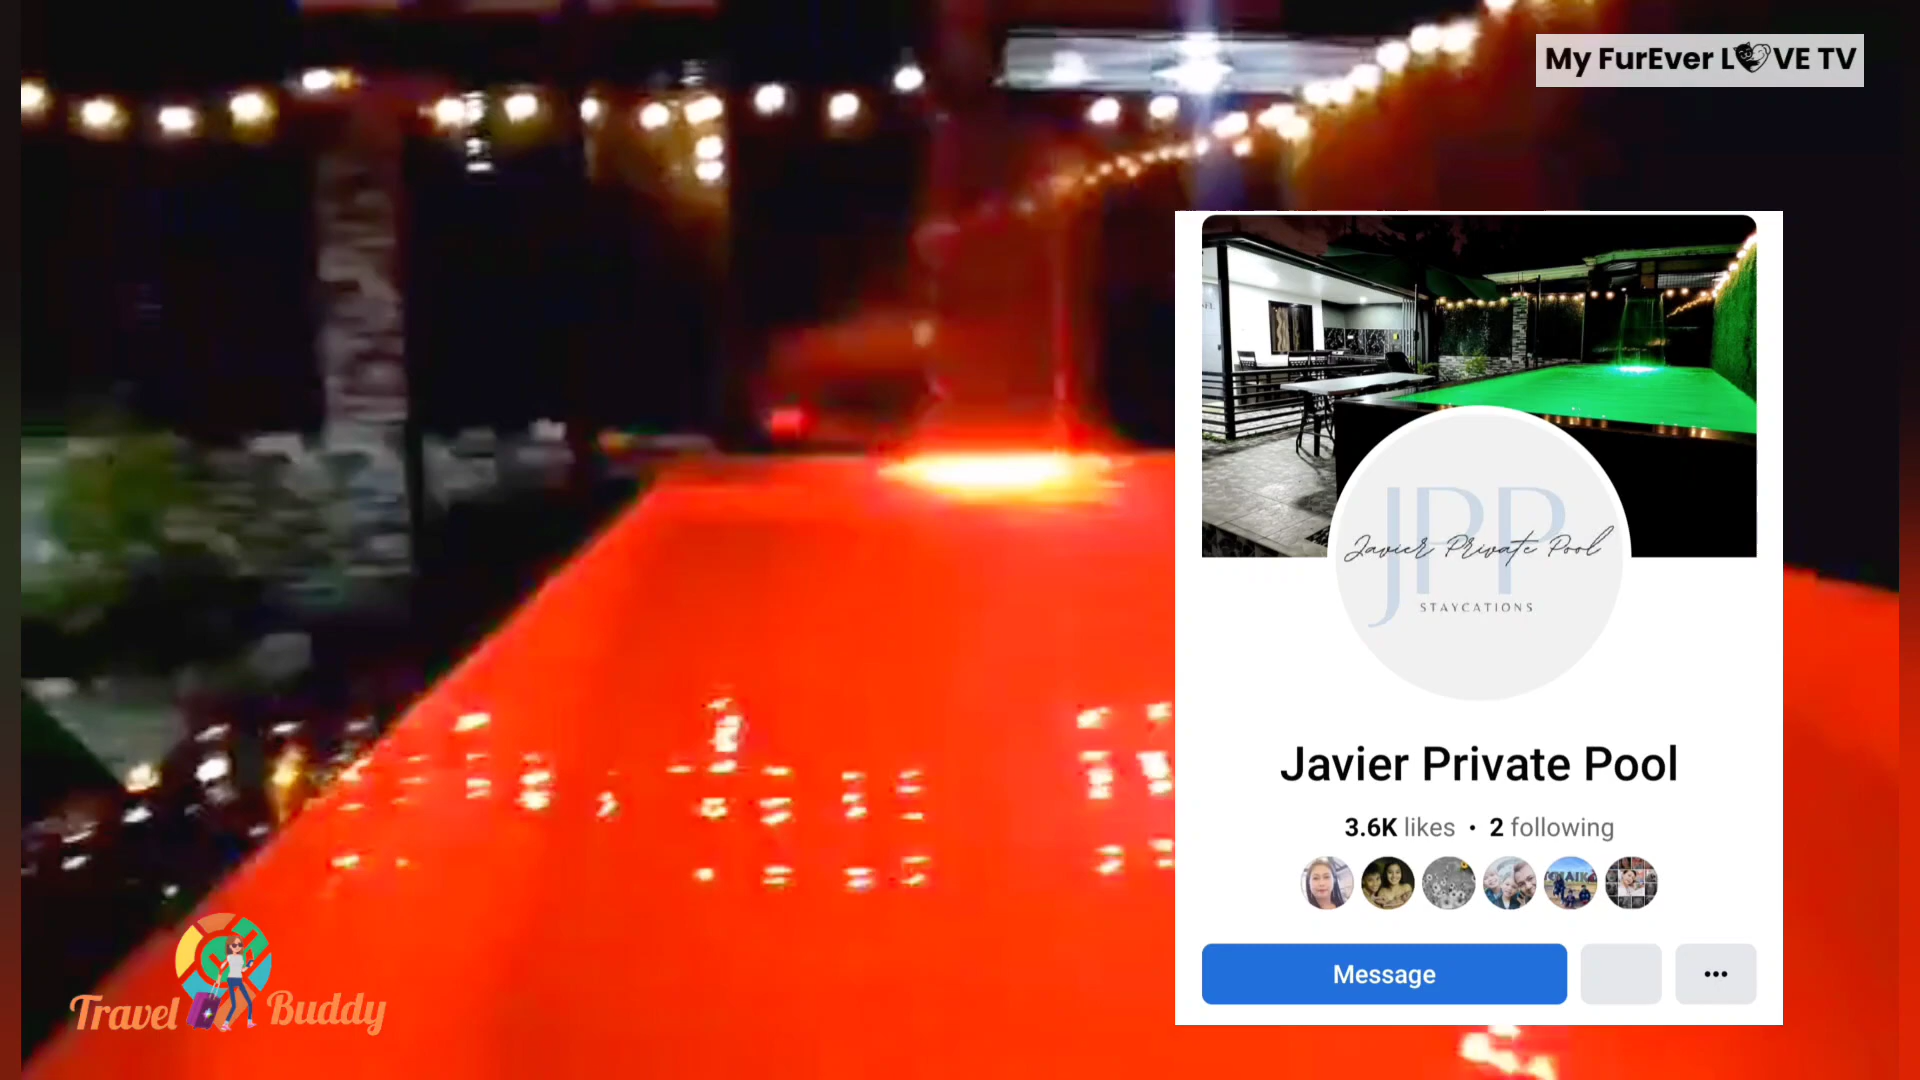 My FurEver LOVE TV
JPP
Javier Private Pool
STAYCATIONS
Javier Private Pool
3.6K likes • 2 following
Message
Travel Buddy